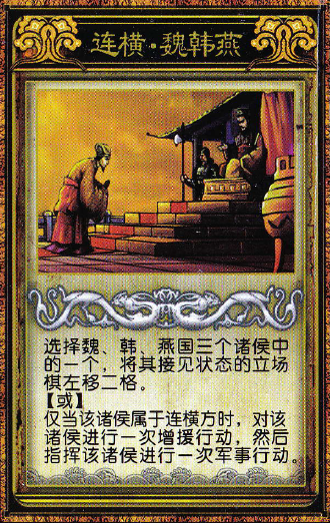 连横·魏韩燕
选择魏、韩、燕国三个诸侯中
的一个，将其接见状态的立场
棋左移二格。
【或】
仅当该诸侯属于连横方时，对该
诸侯进行一次增援行动，然后
指挥该诸侯进行一次军事行动。